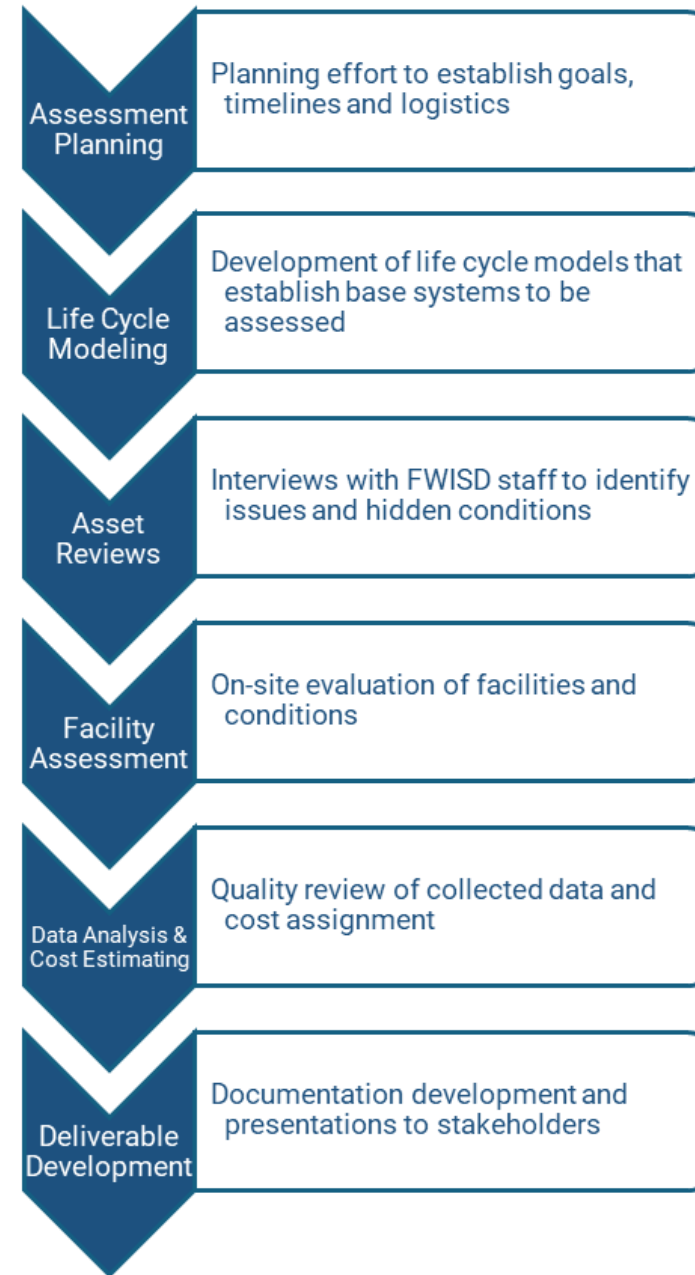 Assessment
Planning
Planning effort to establish goals,
timelines and logistics
Life Cycle
Modeling
Development of life cycle models that
establish base systems to be
assessed
Asset
Reviews
Interviews with FWISD staff to identify
issues and hidden conditions
Facility
Assessment
On-site evaluation of facilities and
conditions
Data Analysis &
Cost Estimating
Quality review of collected data and
cost assignment
Deliverable
Development
Documentation development and
presentations to stakeholders